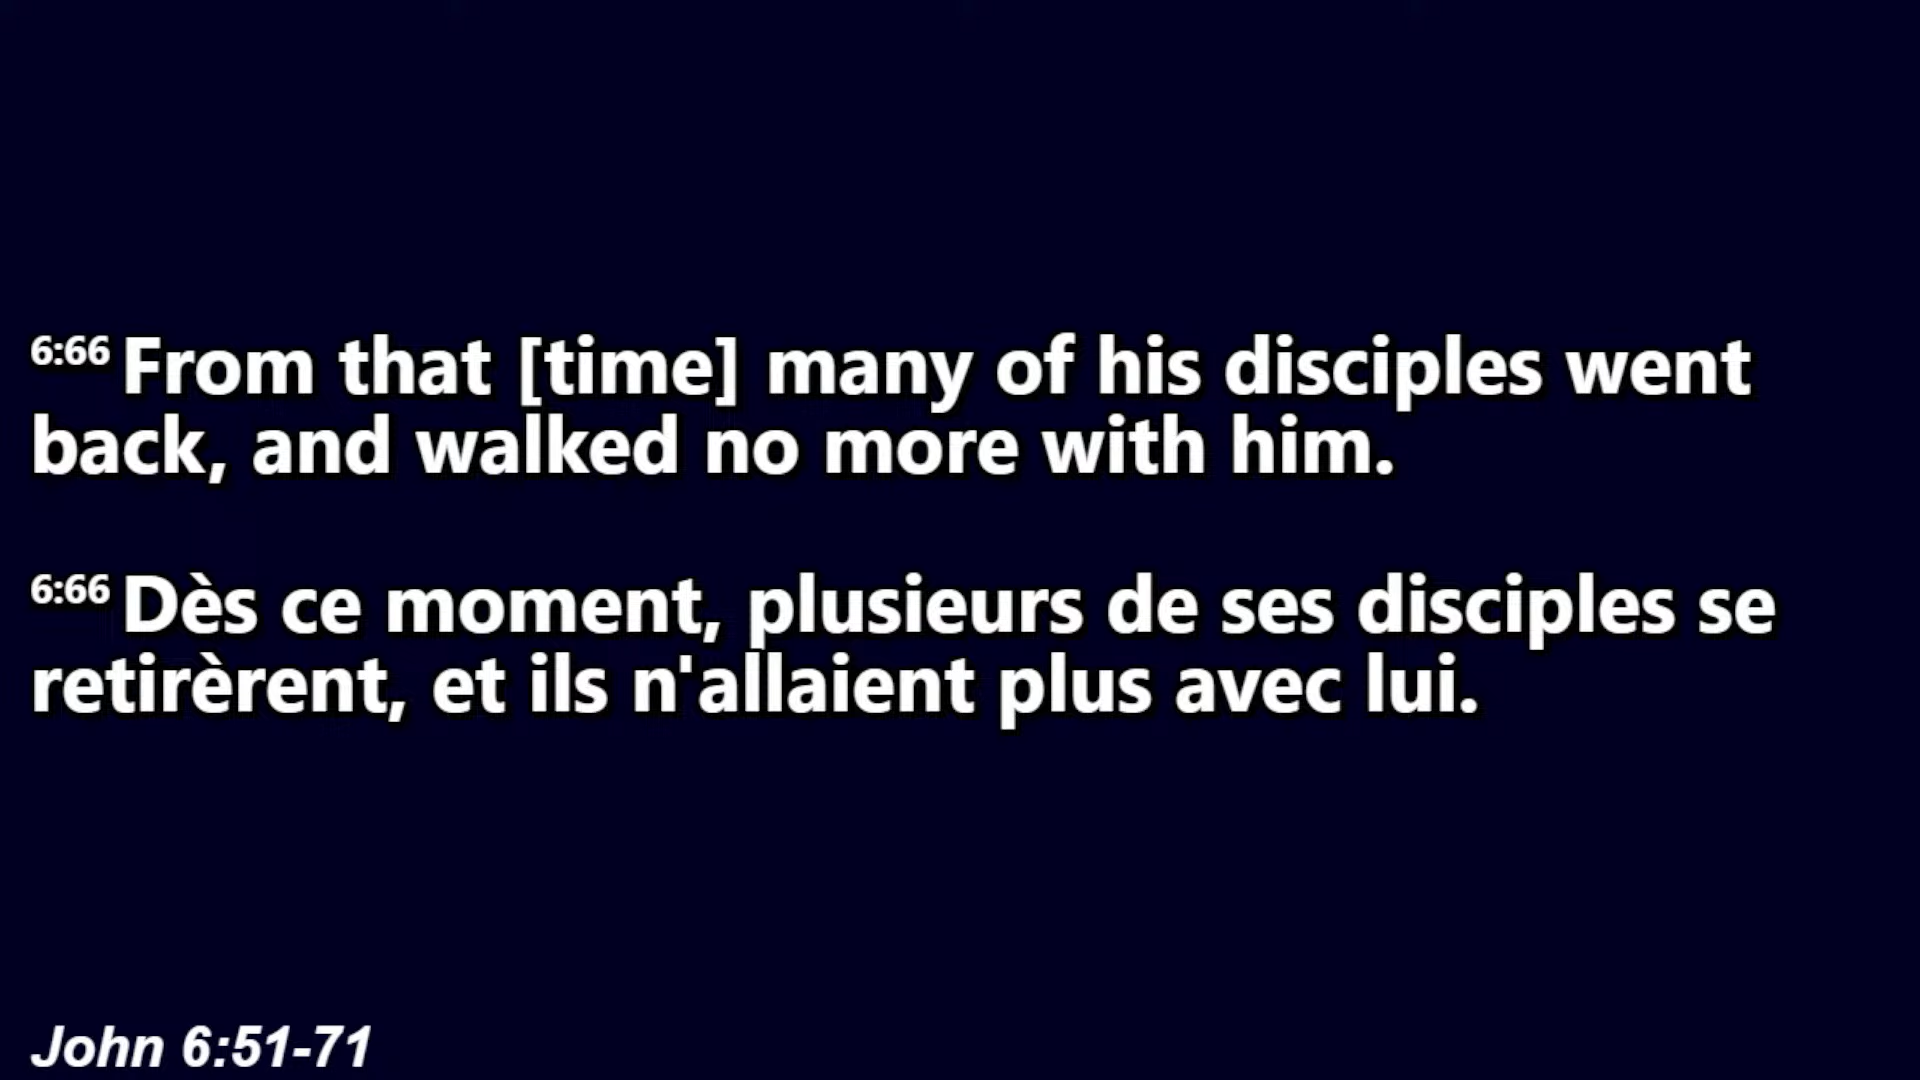 6:66 From that [time] many of his disciples went
back, and walked no more with him.
6:66 Dès ce moment, plusieurs de ses disciples se
retirèrent, et ils n'allaient plus avec lui.
John 6:51-71